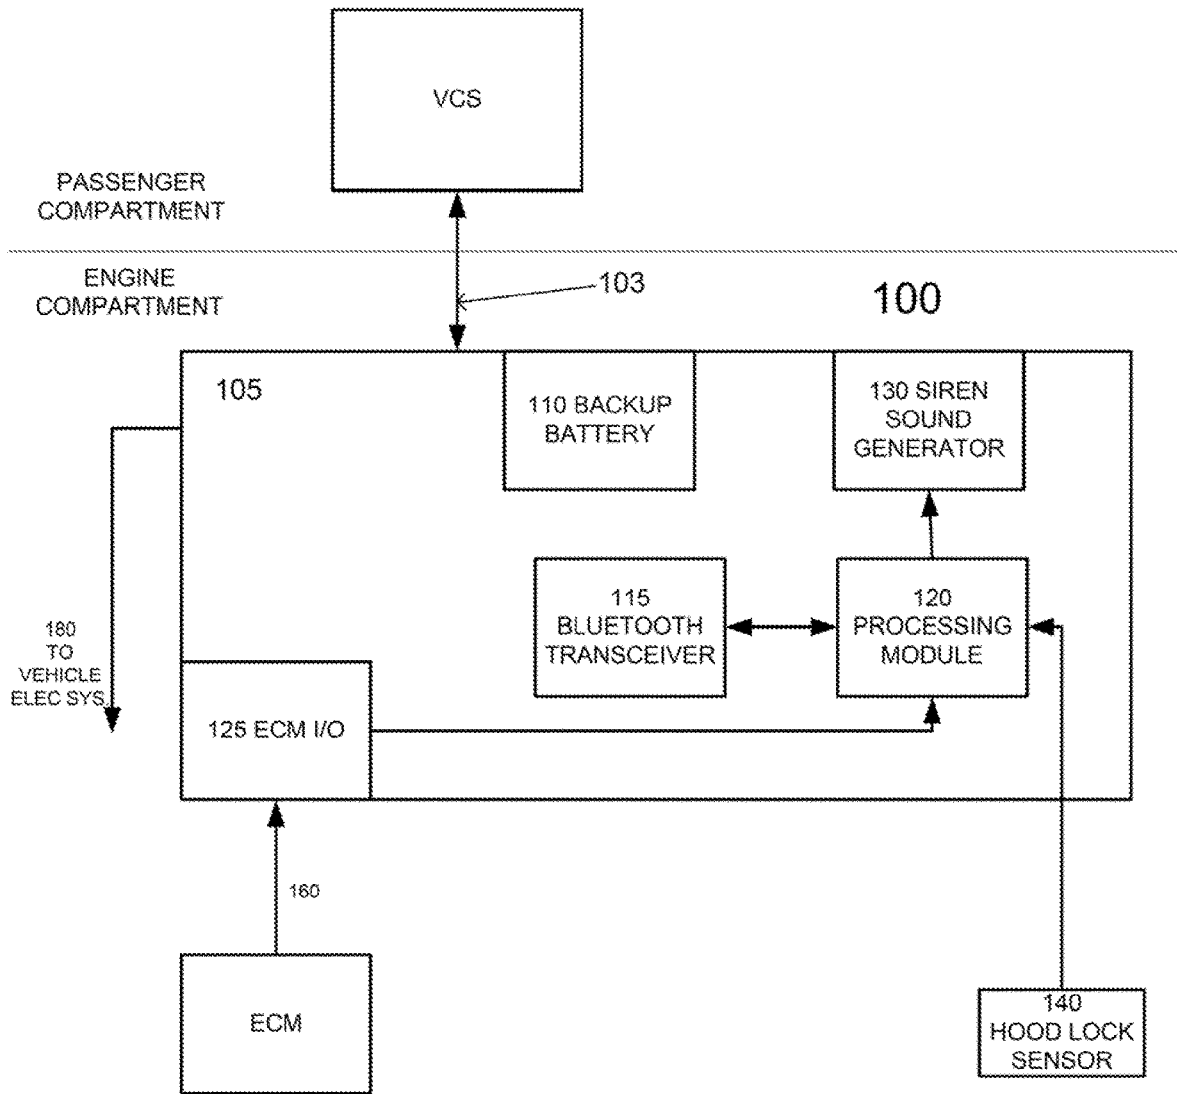 VCS
PASSENGER
COMPARTMENT
ENGINE
COMPARTMENT
103
100
105
110 BACKUP
BATTERY
130 SIREN
SOUND
GENERATOR
115
BLUETOOTH
TRANSCEIVER
120
PROCESSING
MODULE
180
TO
VEHICLE
ELEC SYS
125 ECM I/O
160
ECM
140
HOOD LOCK
SENSOR